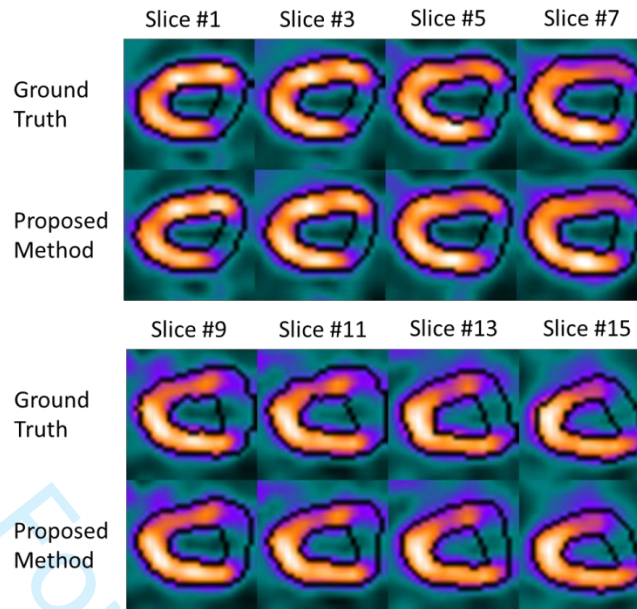 Slice #1 Slice #3 Slice #5 Slice #7
Ground
Truth
Proposed
Method
Slice #9 Slice #11 Slice #13 Slice #15
Ground
Truth
Proposed
Method
Fo